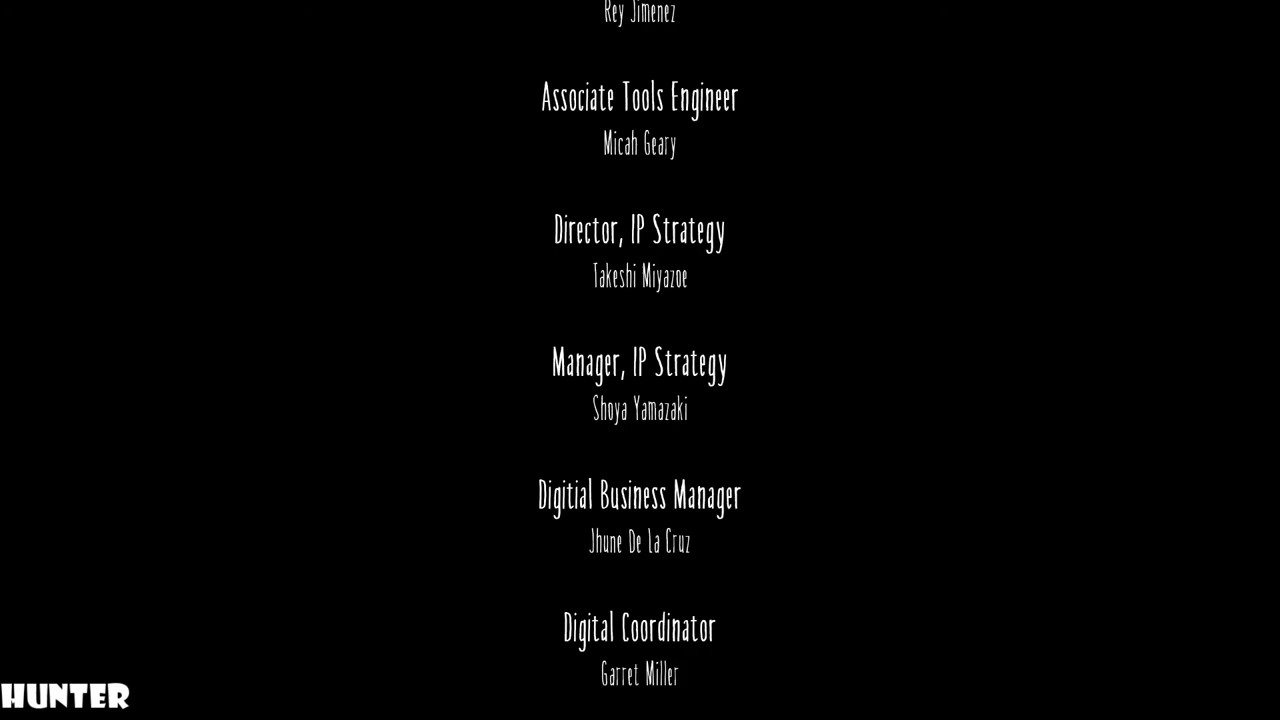 Rey Jimenez
Associate Tools Engineer
Micah Geary
Director, IP Strategy
Takeshi Miyazoe
Manager, IP Strategy
Shoya Yamazaki
Digitial Business Manager
Jhune De La Cruz
Digital Coordinator
Garret Miller
HUNTER